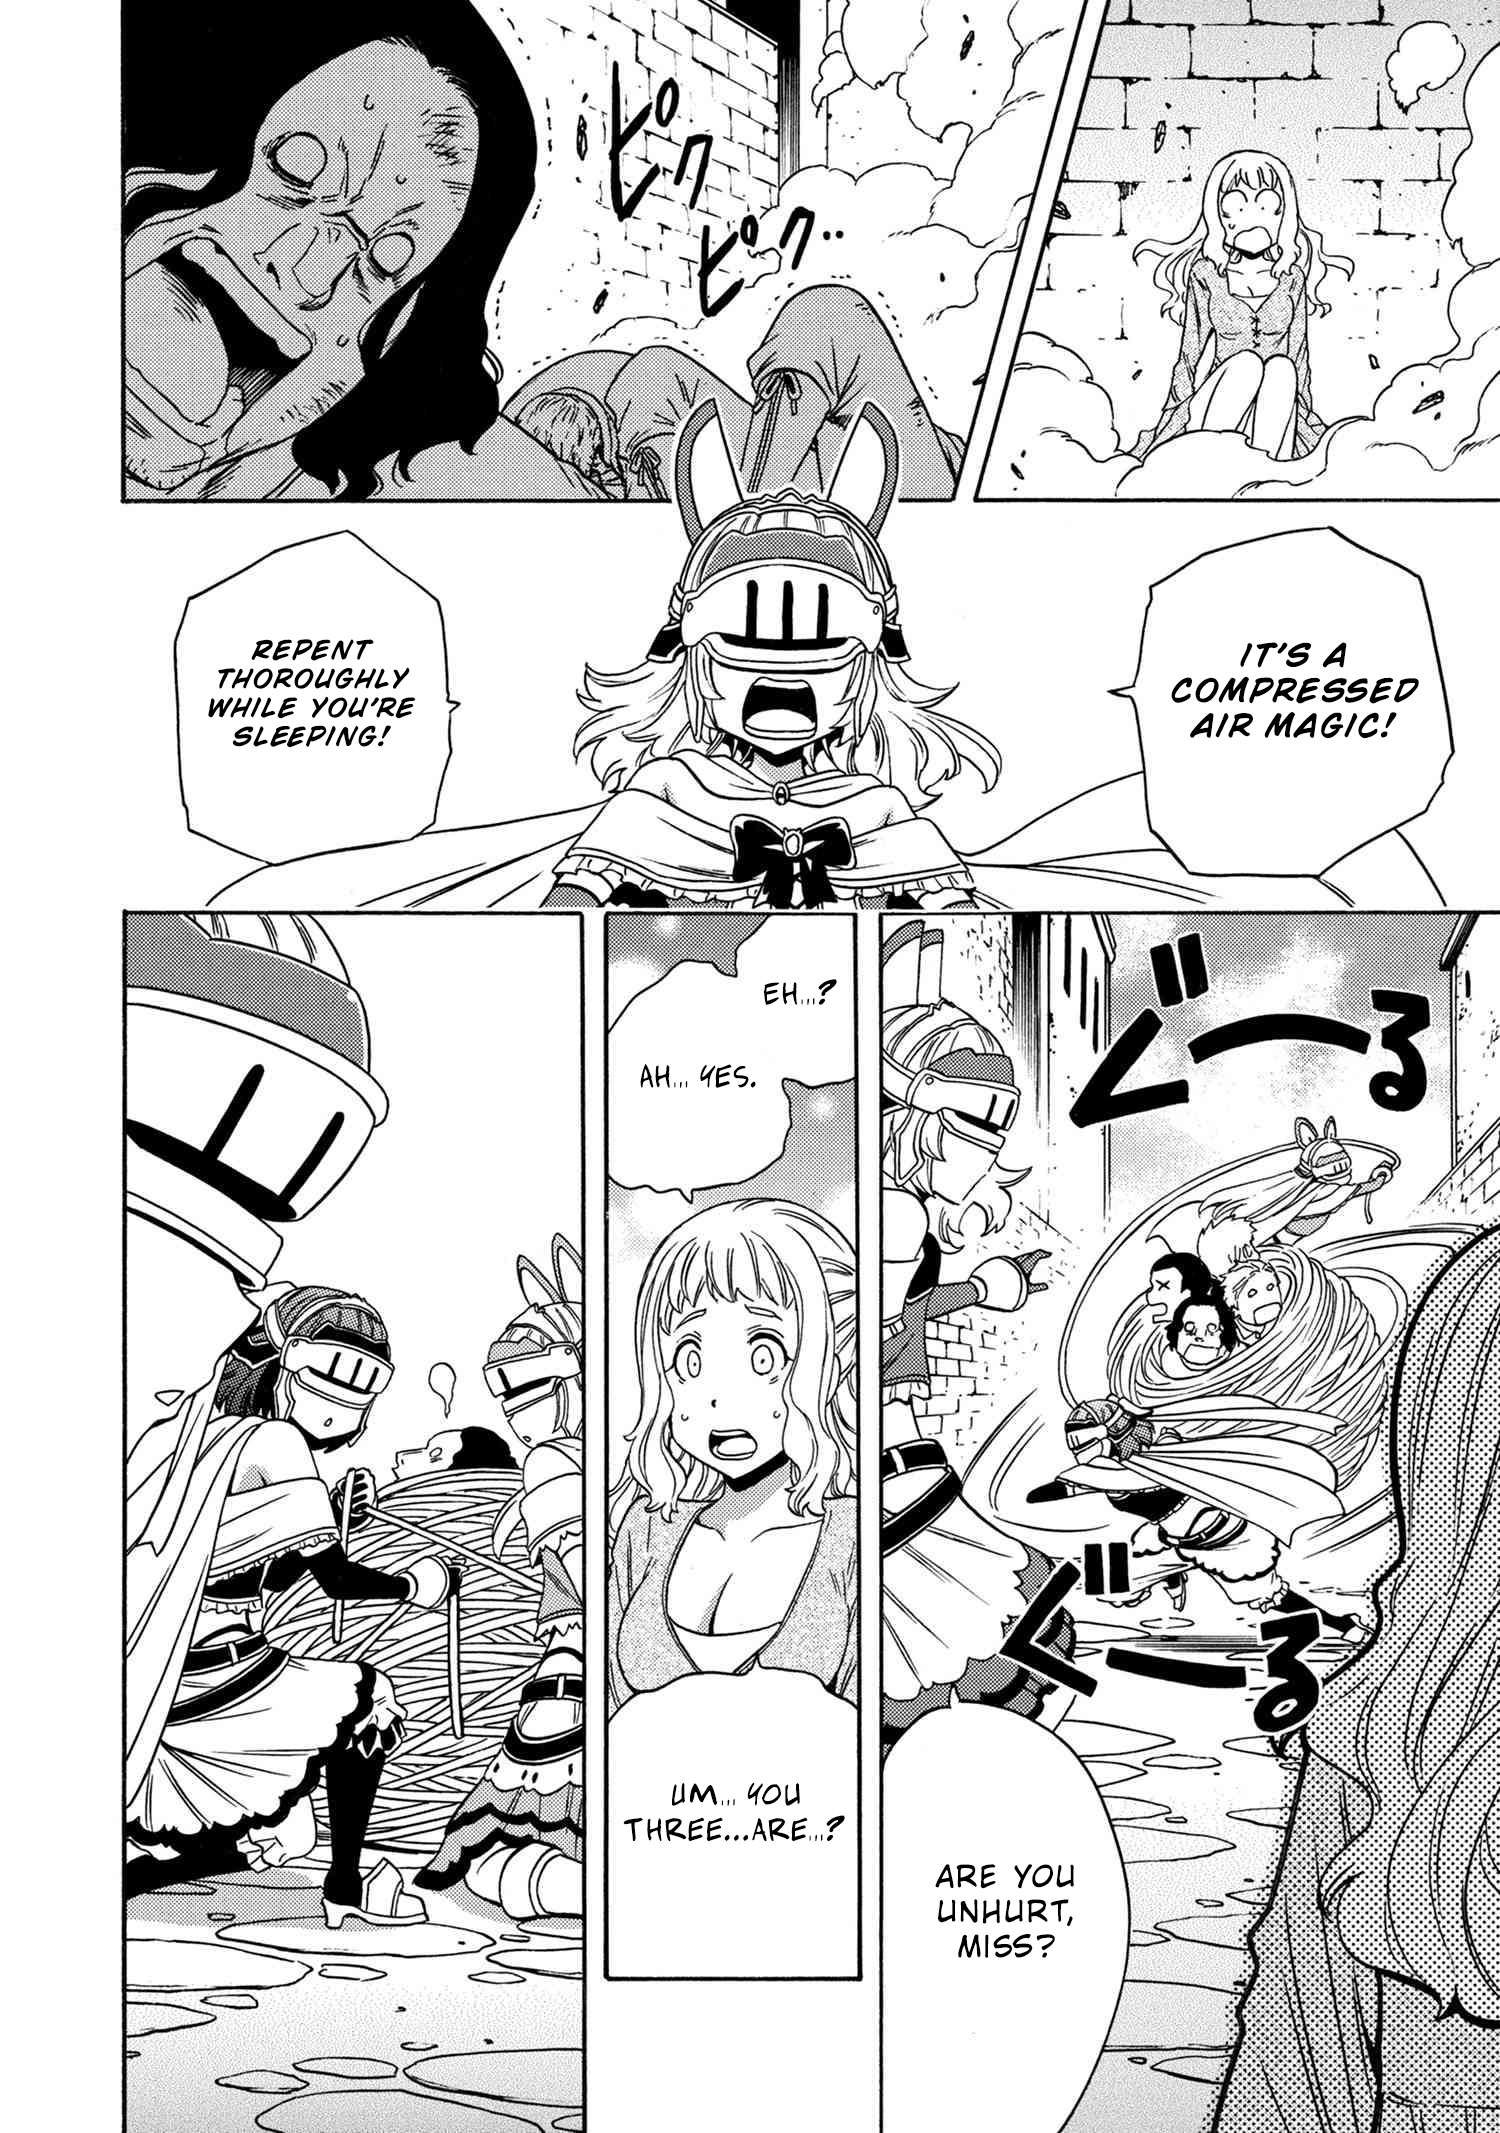 ピク
ピク‥
IT'S A
COMPRESSED
AIR MAGIC!
REPENT
THOROUGHLY
WHILE YOU'RE
SLEEPING!
ぐーる
ぐーる
ARE YOU
UNHURT,
MISS?
EH...?
AH... YES.
UM... YOU
THREE...ARE...?